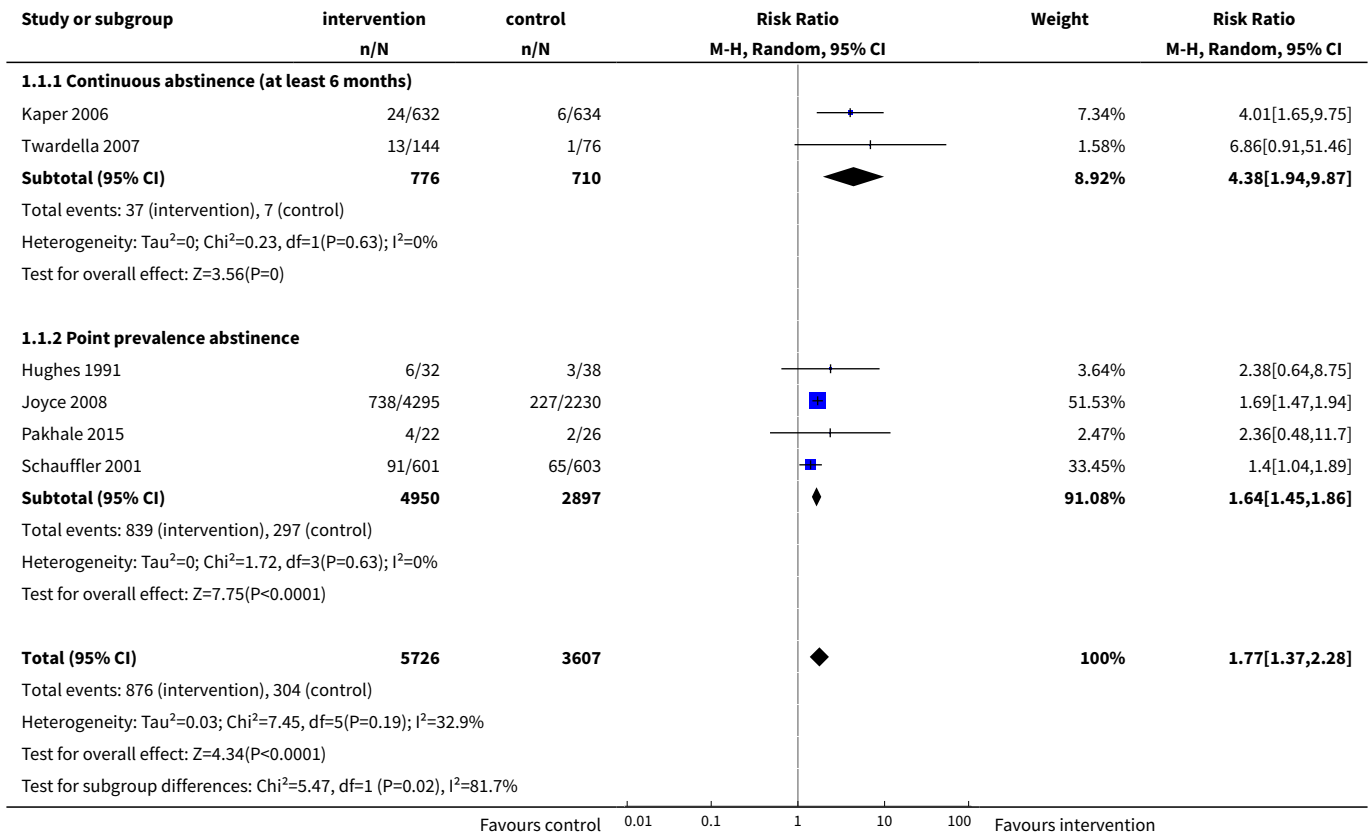 Study or subgroup intervention control Risk Ratio Weight Risk Ratio
n/N n/N M-H, Random, 95% CI M-H, Random, 95% CI
1.1.1 Continuous abstinence (at least 6 months)
Kaper 2006 24/632 6/634 7.34% 4.01[1.65,9.75]
Twardella 2007 13/144 1/76 1.58% 6.86[0.91,51.46]
Subtotal (95% CI) 776 710 8.92% 4.38[1.94,9.87]
Total events: 37 (intervention), 7 (control)
Heterogeneity: Tau²=0; Chi²=0.23, df=1(P=0.63); I²=0%
Test for overall effect: Z=3.56(P=0)
1.1.2 Point prevalence abstinence
Hughes 1991 6/32 3/38 3.64% 2.38[0.64,8.75]
Joyce 2008 738/4295 227/2230 51.53% 1.69[1.47,1.94]
Pakhale 2015 4/22 2/26 2.47% 2.36[0.48,11.7]
Schauffler 2001 91/601 65/603 33.45% 1.4[1.04,1.89]
Subtotal (95% CI) 4950 2897 91.08% 1.64[1.45,1.86]
Total events: 839 (intervention), 297 (control)
Heterogeneity: Tau²=0; Chi²=1.72, df=3(P=0.63); I²=0%
Test for overall effect: Z=7.75(P<0.0001)
Total (95% CI) 5726 3607 100% 1.77[1.37,2.28]
Total events: 876 (intervention), 304 (control)
Heterogeneity: Tau²=0.03; Chi²=7.45, df=5(P=0.19); I²=32.9%
Test for overall effect: Z=4.34(P<0.0001)
Test for subgroup differences: Chi²=5.47, df=1 (P=0.02), I²=81.7%
Favours control 0.01 0.1 1 10 100 Favours intervention